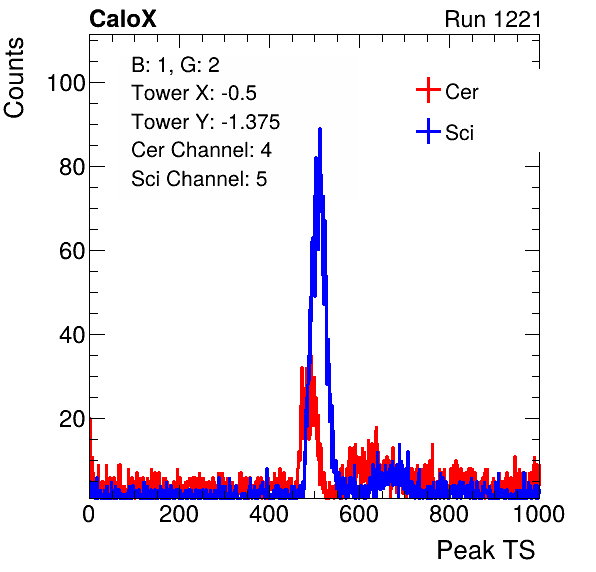 CaloX
Run 1221
Counts
B: 1, G: 2
Tower X: -0.5
Tower Y: -1.375
Cer Channel: 4
Sci Channel: 5
Cer
Sci
100
80
60
40
20
0 200 400 600 800 1000
Peak TS